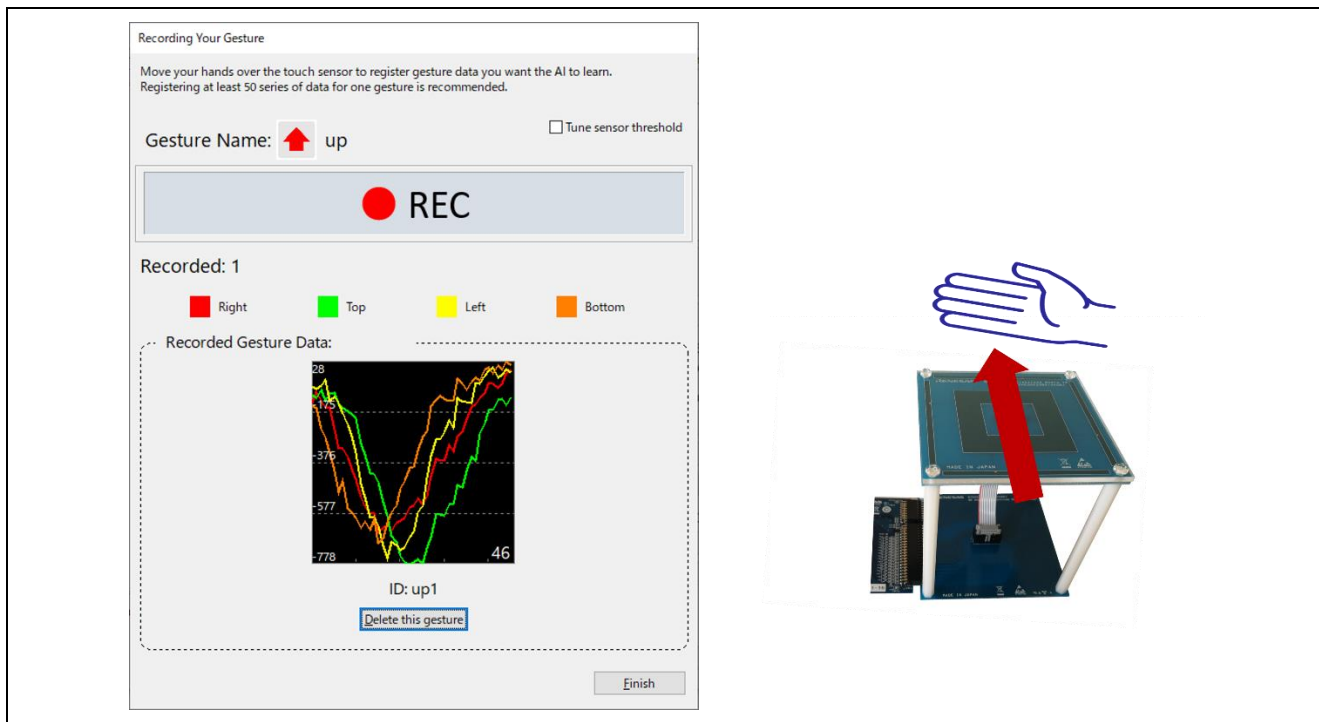 Recording Your Gesture
Move your hands over the touch sensor to register gesture data you want the AI to learn.
Registering at least 50 series of data for one gesture is recommended.
Tune sensor threshold
Gesture Name: up
REC
Recorded: 1
Right Top Left Bottom
Recorded Gesture Data:
28
-175
-376
-577
-778
46
ID: up1
Delete this gesture
Finish
MADE IN JAPAN
MADE IN JAPAN